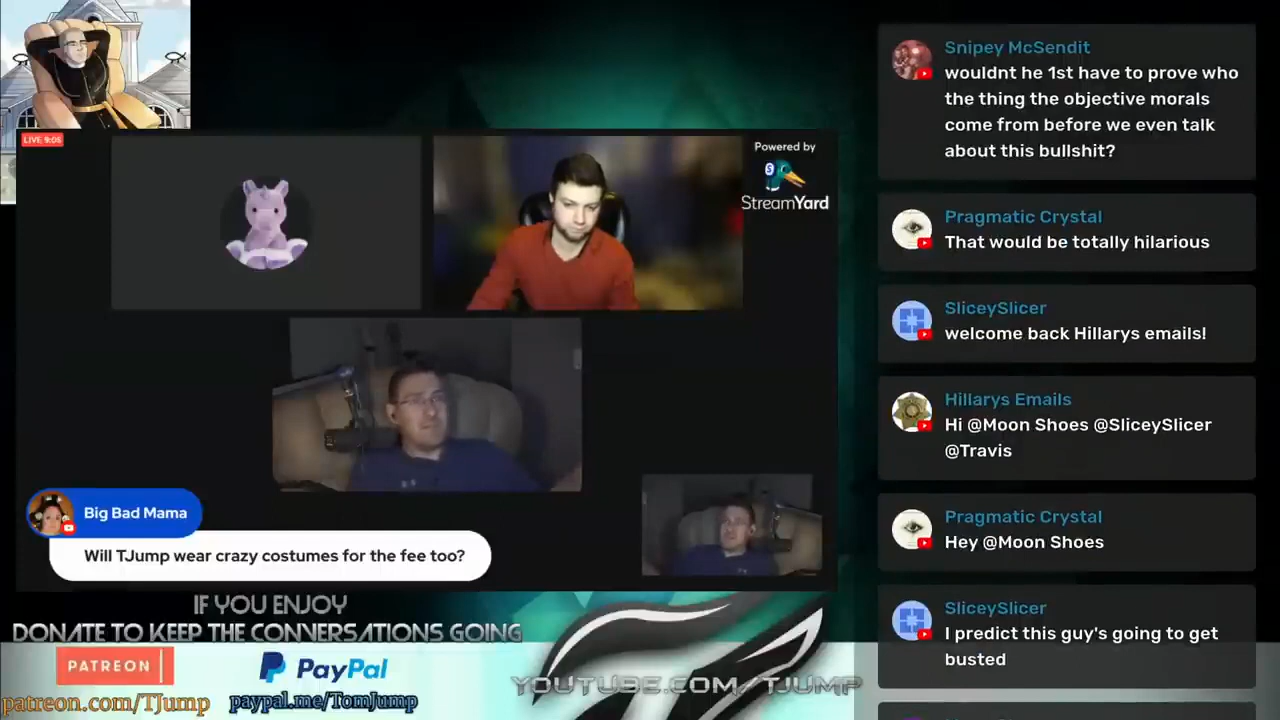 LIVE 9:06
Powered by
StreamYard
Big Bad Mama
Will TJump wear crazy costumes for the fee too?
IF YOU ENJOY
DONATE TO KEEP THE CONVERSATIONS GOING
PATREON
PayPal
patreon.com/TJump
paypal.me/TomJump
YOUTUBE.COM/TJUMP
Snipey McSendit
wouldnt he 1st have to prove who
the thing the objective morals
come from before we even talk
about this bullshit?
Pragmatic Crystal
That would be totally hilarious
SliceySlicer
welcome back Hillarys emails!
Hillarys Emails
Hi @Moon Shoes @SliceySlicer
@Travis
Pragmatic Crystal
Hey @Moon Shoes
SliceySlicer
I predict this guy's going to get
busted